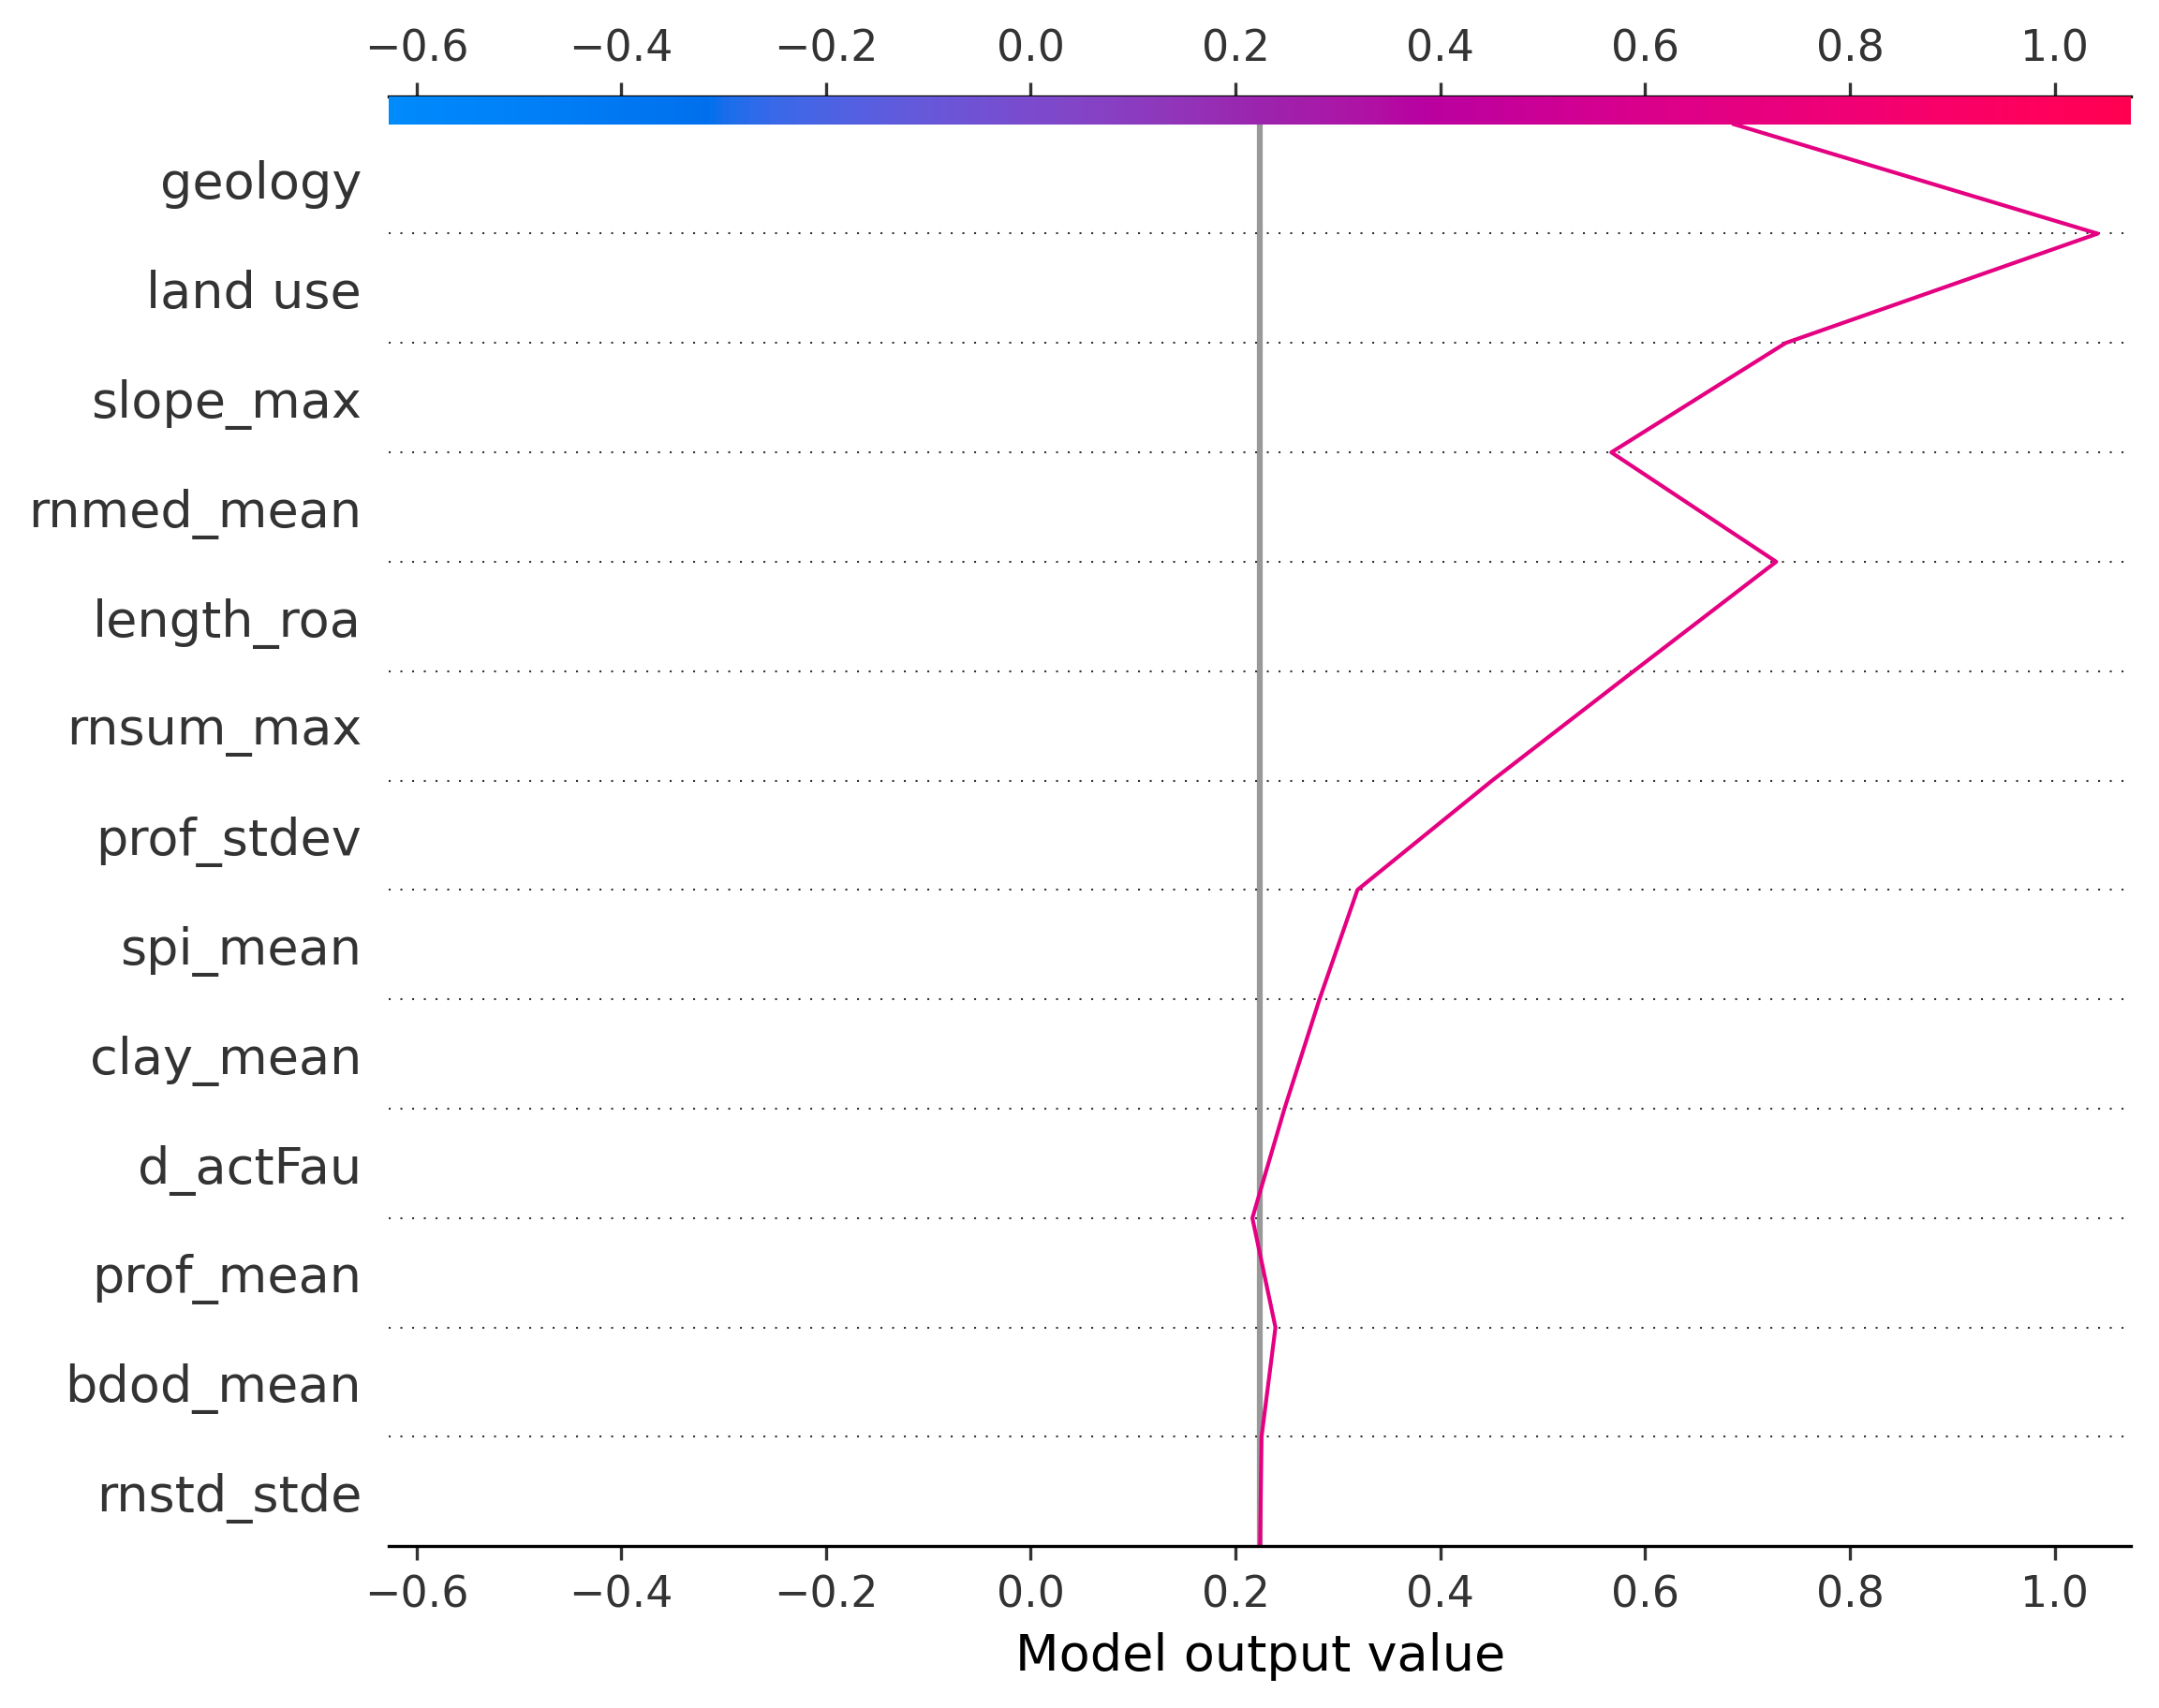 −0.6 −0.4 −0.2 0.0 0.2 0.4 0.6 0.8 1.0
geology
land use
slope_max
rnmed_mean
length_roa
rnsum_max
prof_stdev
spi_mean
clay_mean
d_actFau
prof_mean
bdod_mean
rnstd_stde
−0.6 −0.4 −0.2 0.0 0.2 0.4 0.6 0.8 1.0
Model output value